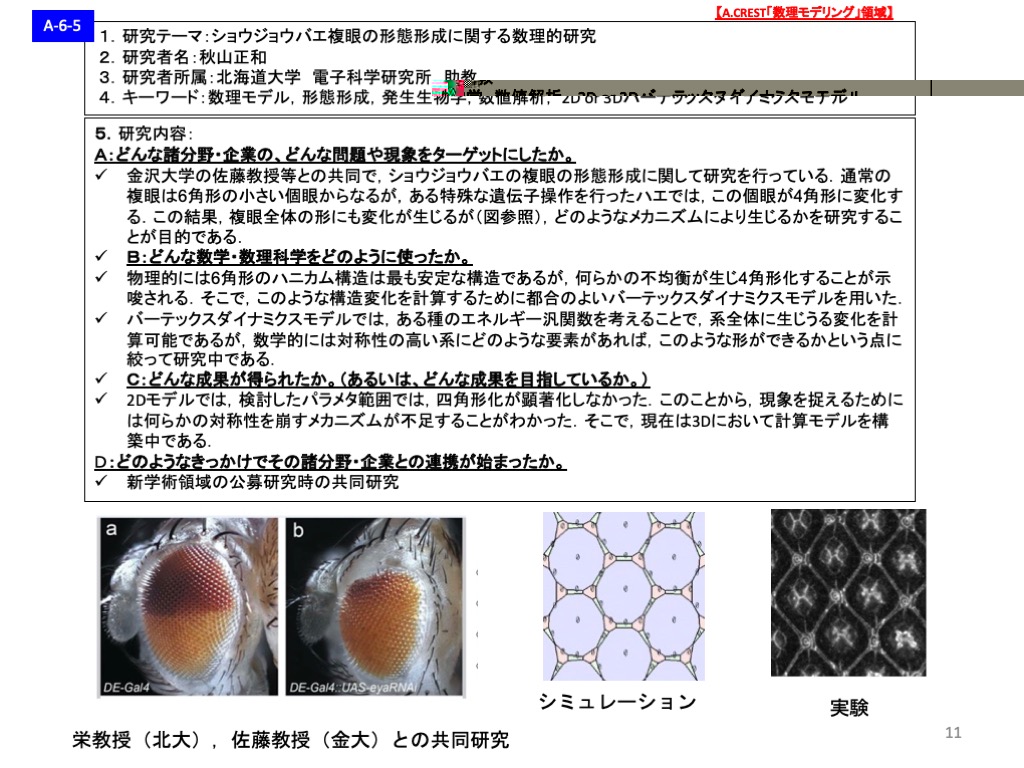 【A.CREST「数理モデリング」領域】
A-6-5
1. 研究テーマ：ショウジョウバエ複眼の形態形成に関する数理的研究
2. 研究者名：秋山正和
3. 研究者所属：北海道大学 電子科学研究所 助教
4. キーワード：数理モデル，形態形成，発生生物学，数値解析，2D or 3Dバーテックスダイナミクスモデル
5. 研究内容：
A：どんな諸分野・企業の、どんな問題や現象をターゲットにしたか。
✓ 金沢大学の佐藤教授等との共同で，ショウジョウバエの複眼の形態形成に関して研究を行っている．通常の
複眼は6角形の小さい個眼からなるが，ある特殊な遺伝子操作を行ったハエでは，この個眼が4角形に変化す
る．この結果，複眼全体の形にも変化が生じるが（図参照），どのようなメカニズムにより生じるかを研究するこ
とが目的である．
✓ B：どんな数学・数理科学をどのように使ったか。
✓ 物理的には6角形のハニカム構造は最も安定な構造であるが，何らかの不均衡が生じ4角形化することが示
唆される．そこで，このような構造変化を計算するために都合のよいバーテックスダイナミクスモデルを用いた．
✓ バーテックスダイナミクスモデルでは，ある種のエネルギー汎関数を考えることで，系全体に生じうる変化を計
算可能であるが，数学的には対称性の高い系にどのような要素があれば，このような形ができるかという点に
絞って研究中である．
✓ C：どんな成果が得られたか。（あるいは、どんな成果を目指しているか。）
✓ 2Dモデルでは，検討したパラメタ範囲では，四角形化が顕著化しなかった．このことから，現象を捉えるために
は何らかの対称性を崩すメカニズムが不足することがわかった．そこで，現在は3Dにおいて計算モデルを構
築中である．
D：どのようなきっかけでその諸分野・企業との連携が始まったか。
✓ 新学術領域の公募研究時の共同研究
a
b
DE-Gal4
DE-Gal4::UAS-eyaRNAi
シミュレーション
実験
栄教授（北大），佐藤教授（金大）との共同研究
11